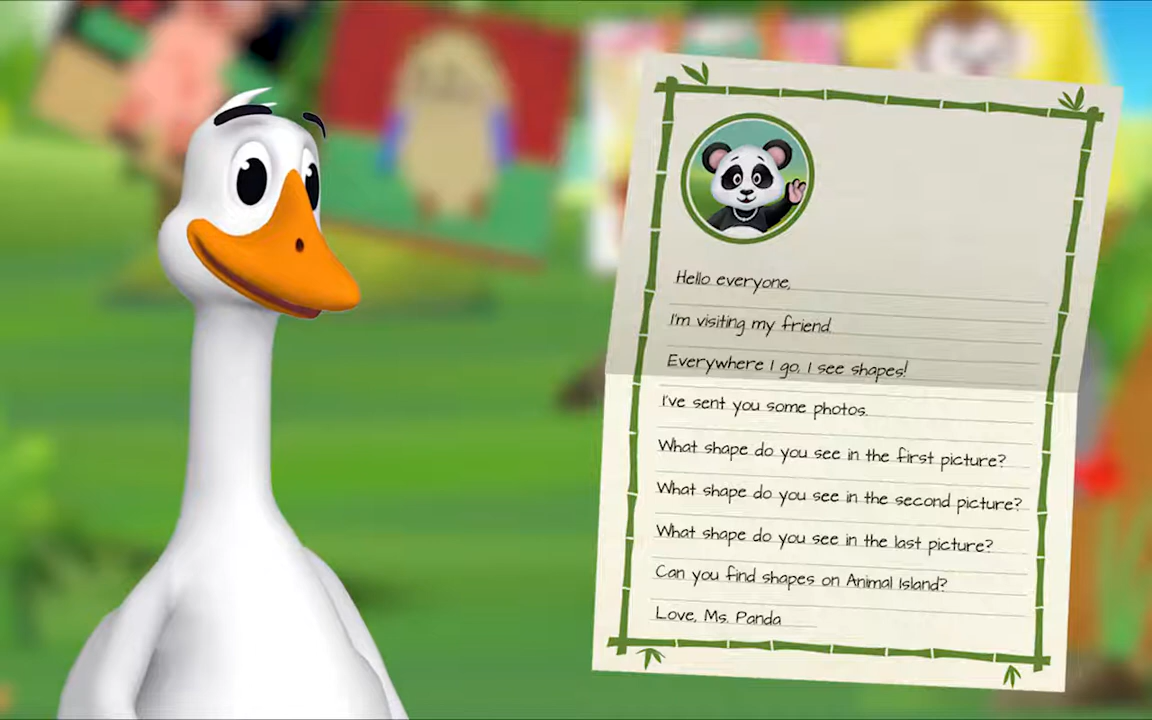 Hello everyone,
I'm visiting my friend.
Everywhere I go, I see shapes!
I've sent you some photos.
What shape do you see in the first picture?
What shape do you see in the second picture?
What shape do you see in the last picture?
Can you find shapes on Animal Island?
Love, Ms. Panda